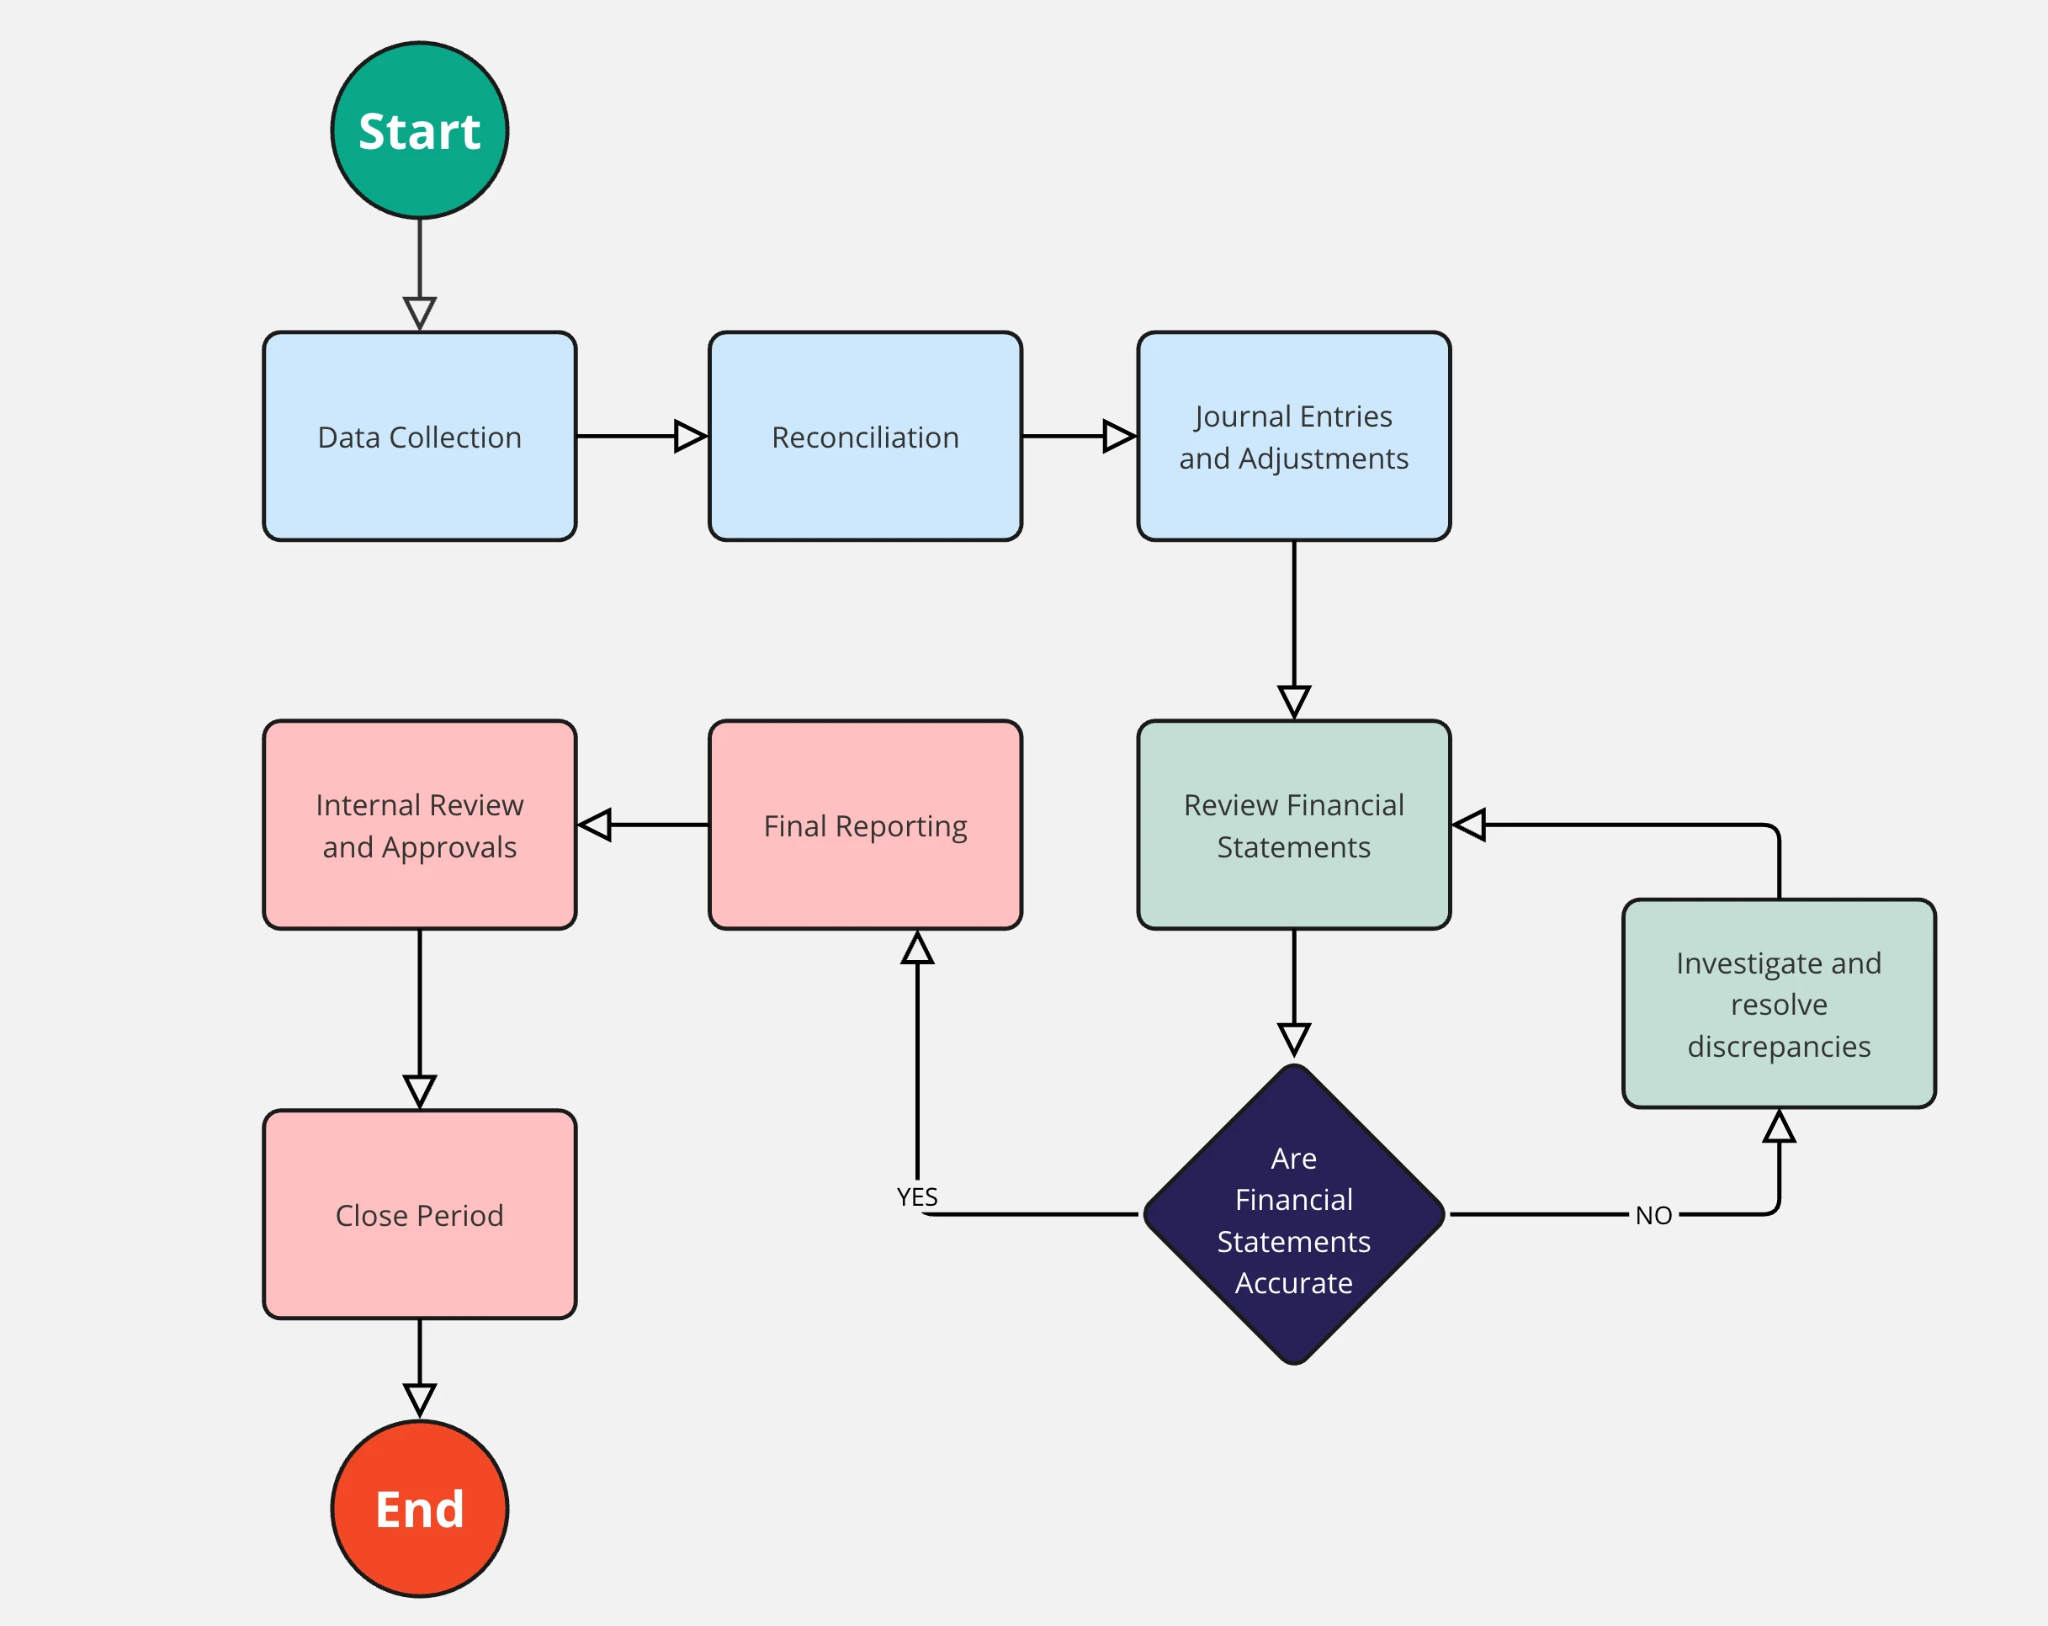 Start
Data Collection
Reconciliation
Journal Entries
and Adjustments
Internal Review
and Approvals
Final Reporting
Review Financial
Statements
Investigate and
resolve
discrepancies
Are
Financial
Statements
Accurate
YES
NO
Close Period
End